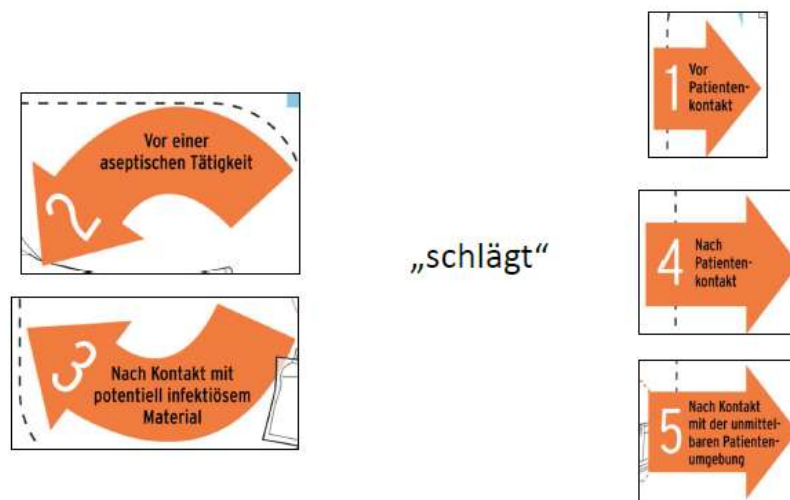 2
Vor einer
aseptischen Tätigkeit
3
Nach Kontakt mit
potentiell infektiösem
Material
„schlägt“
1
Vor
Patienten-
kontakt
4
Nach
Patienten-
kontakt
5
Nach Kontakt
mit der unmittel-
baren Patienten-
umgebung